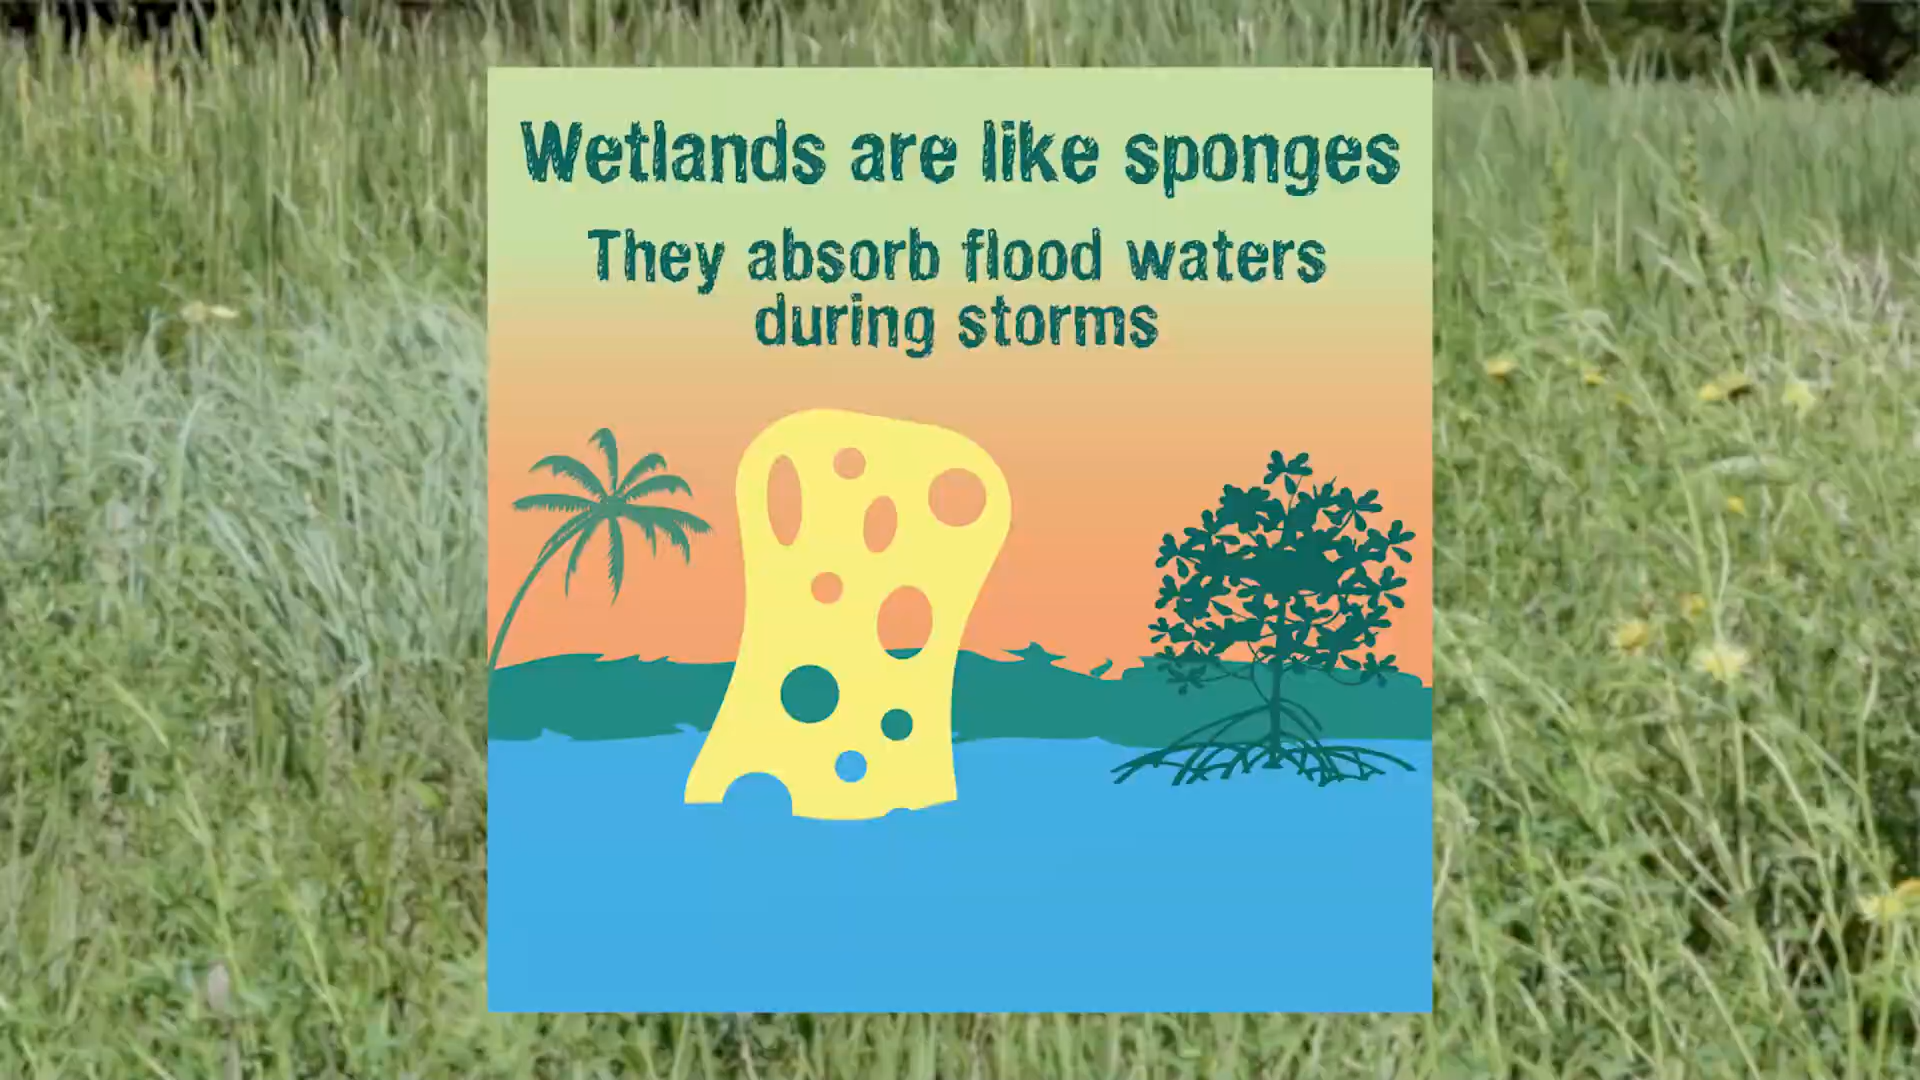 Wetlands are like sponges
They absorb flood waters
during storms